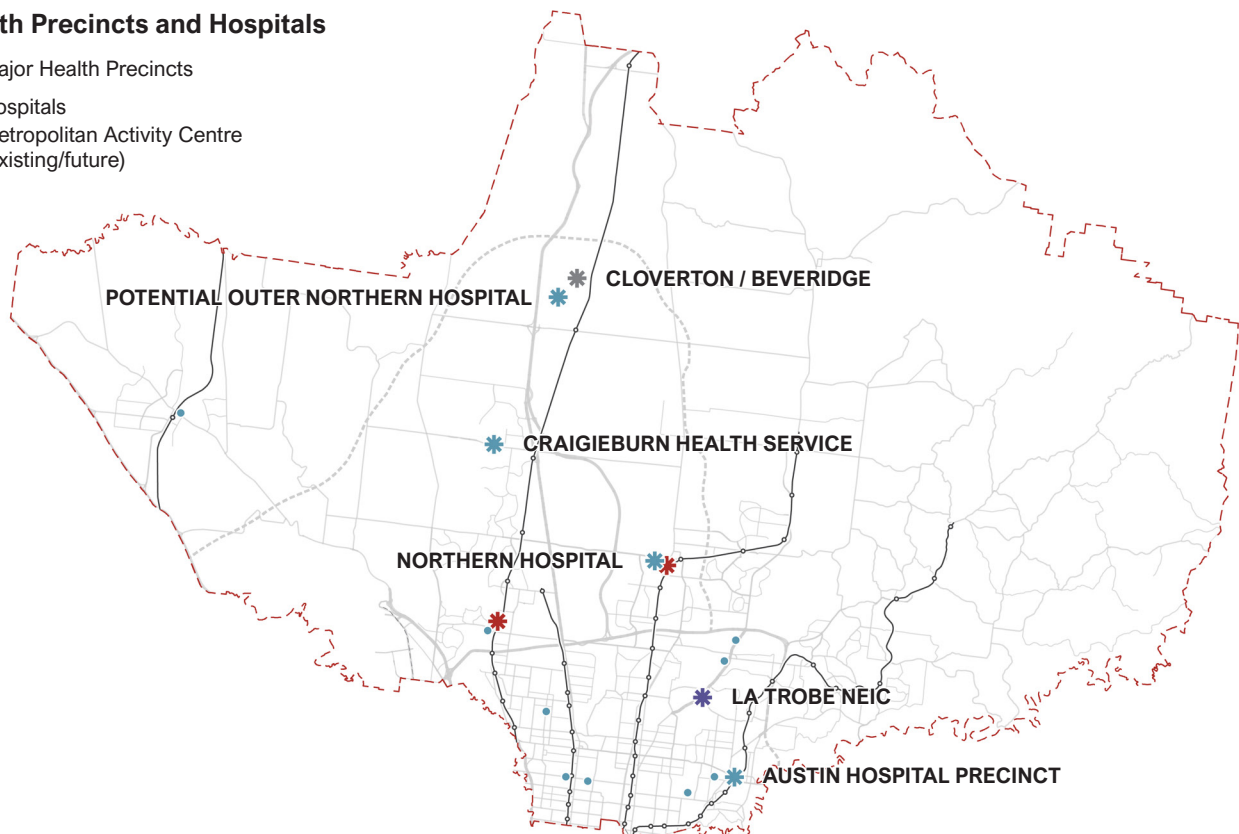 th Precincts and Hospitals
ajor Health Precincts
ospitals
etropolitan Activity Centre
xisting/future)
CLOVERTON / BEVERIDGE
POTENTIAL OUTER NORTHERN HOSPITAL
CRAIGIEBURN HEALTH SERVICE
NORTHERN HOSPITAL
LA TROBE NEIC
AUSTIN HOSPITAL PRECINCT